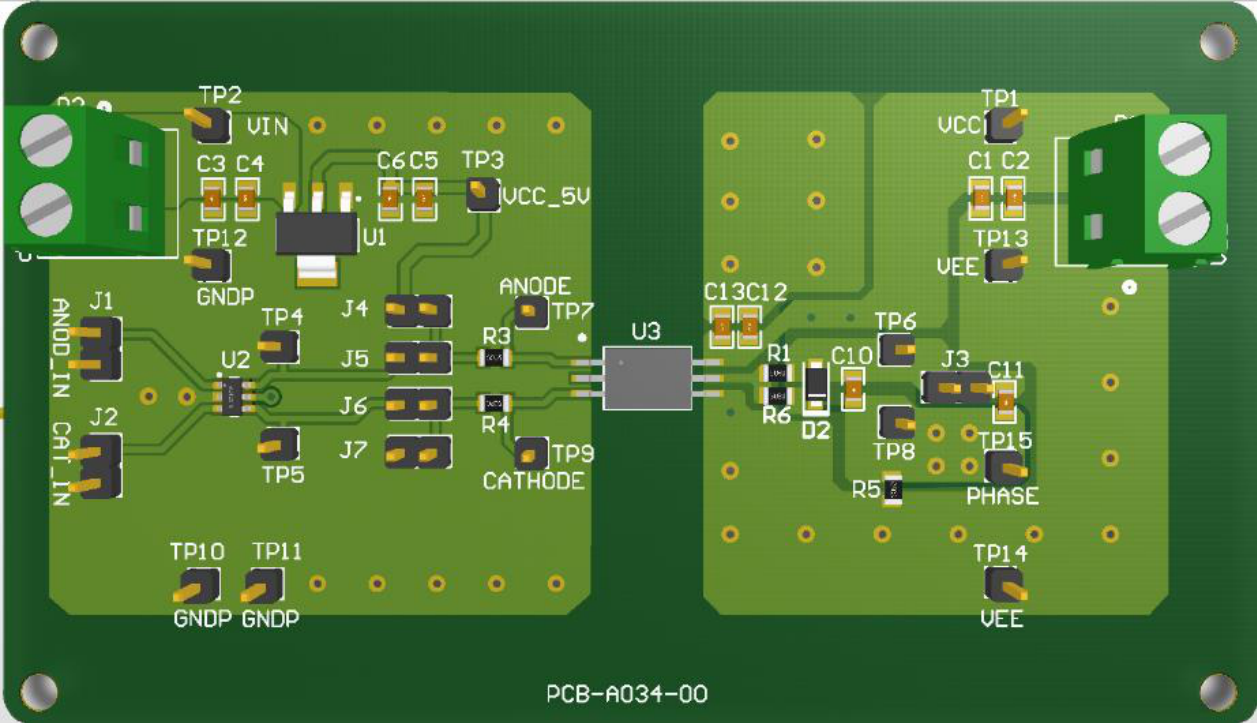 TP2
VIN
C3 C4
C6 C5
TP3
VCC_5V
U1
TP12
GNDP
J1
ANOD_IN
TP4
U2
J2
CAT_IN
TP5
J4
J5
J6
J7
ANODE
TP7
R3
R4
TP9
CATHODE
TP10
GNDP
TP11
GNDP
U3
TP1
VCC
C1 C2
TP13
VEE
C13 C12
TP6
R1
R6
D2
C10
J3
C11
TP8
TP15
PHASE
R5
TP14
VEE
PCB-A034-00